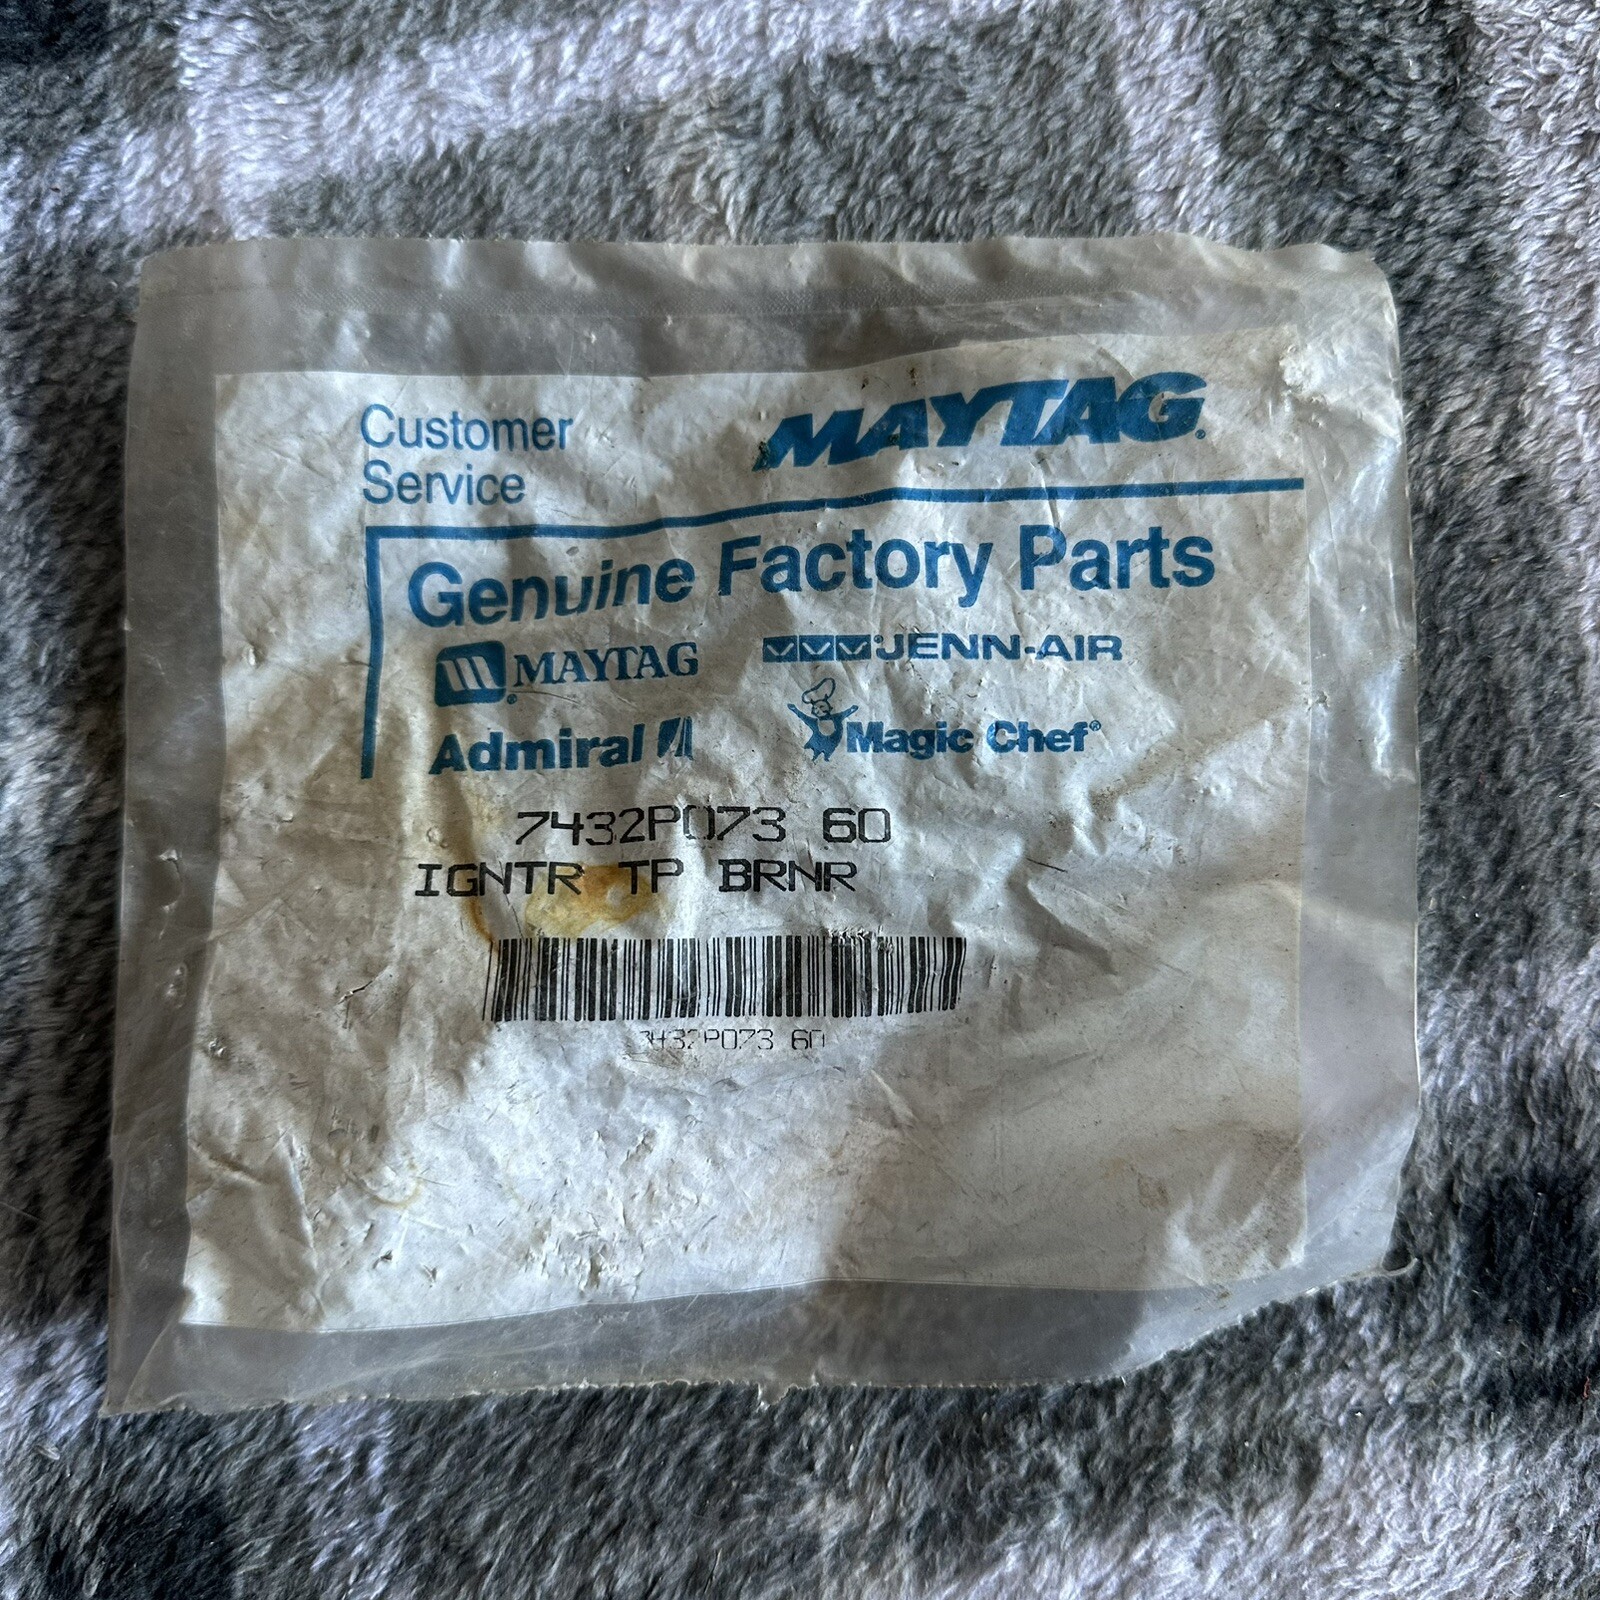 Customer
Service
MAYTAG®
Genuine Factory Parts
MAYTAG®
JENN-AIR
Admiral
Magic Chef®
7432P073 60
IGNTR TP BRNR
7432P073 60